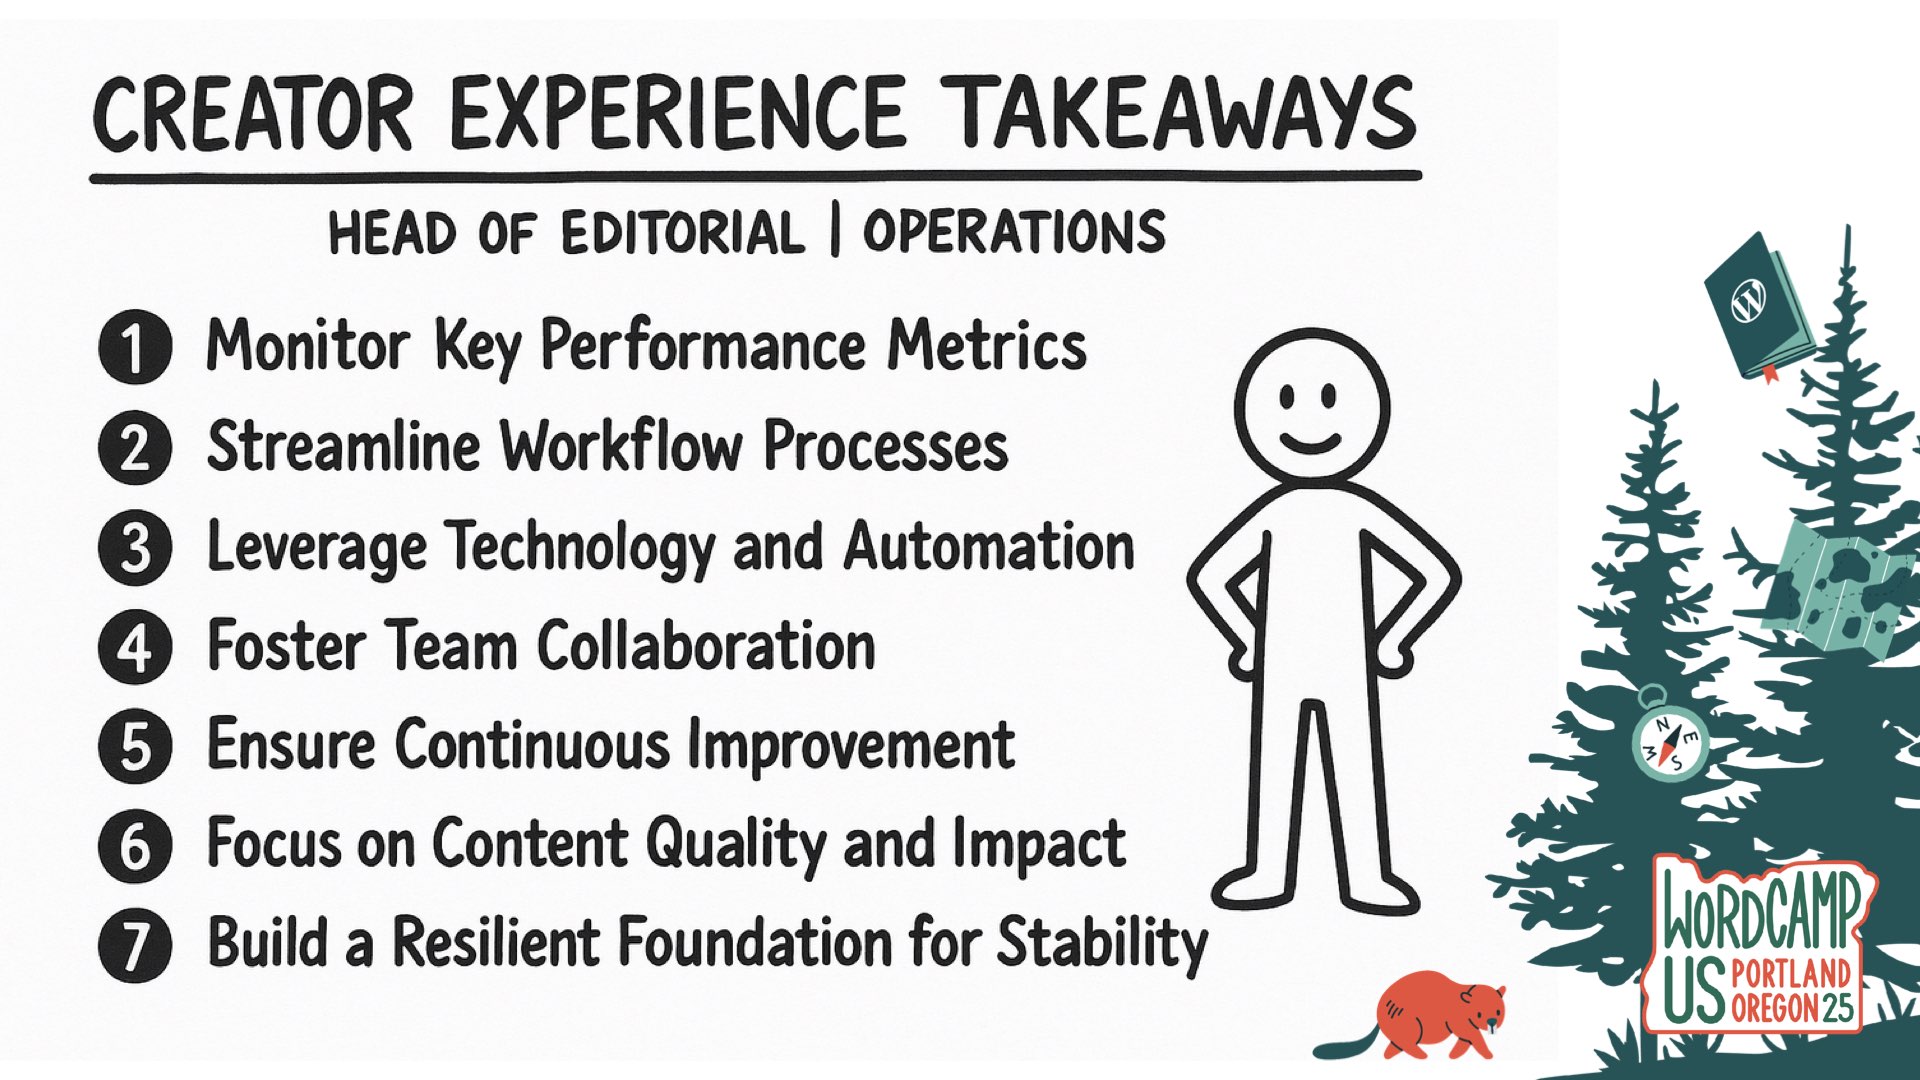 CREATOR EXPERIENCE TAKEAWAYS
HEAD OF EDITORIAL | OPERATIONS
1 Monitor Key Performance Metrics
2 Streamline Workflow Processes
3 Leverage Technology and Automation
4 Foster Team Collaboration
5 Ensure Continuous Improvement
6 Focus on Content Quality and Impact
7 Build a Resilient Foundation for Stability
W
N
E
W
S
WORDCAMP
US PORTLAND
OREGON 25